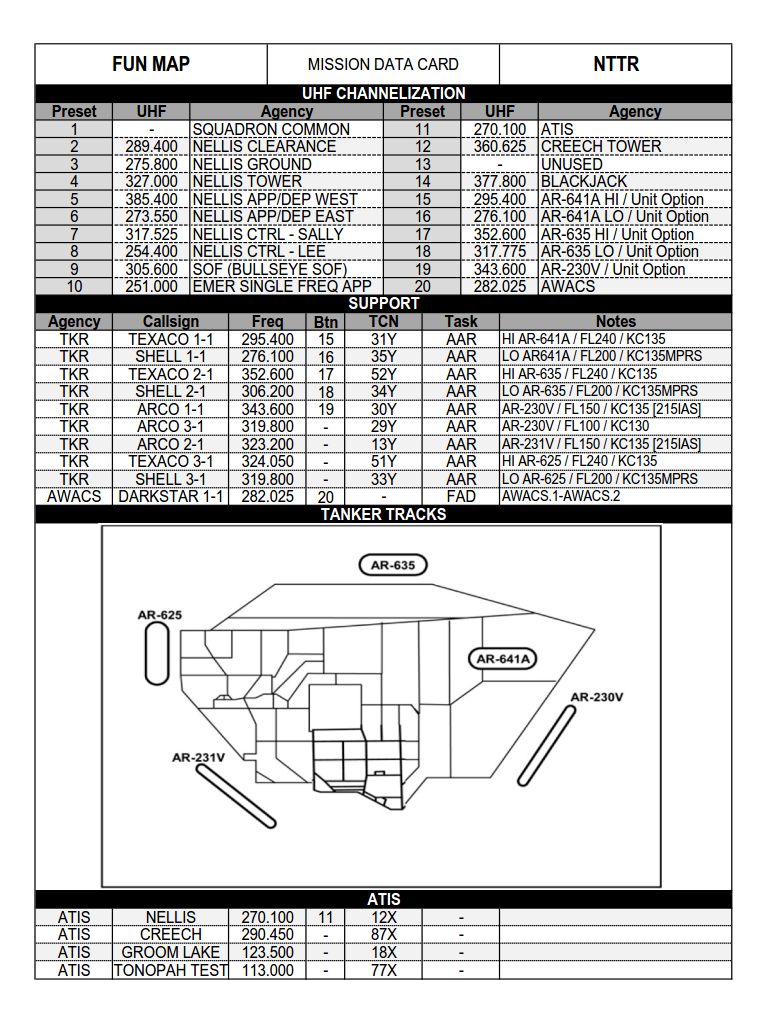 FUN MAP MISSION DATA CARD NTTR
UHF CHANNELIZATION
Preset UHF Agency Preset UHF Agency
1 - SQUADRON COMMON 11 270.100 ATIS
2 289.400 NELLIS CLEARANCE 12 360.625 CREECH TOWER
3 275.800 NELLIS GROUND 13 - UNUSED
4 327.000 NELLIS TOWER 14 377.800 BLACKJACK
5 385.400 NELLIS APP/DEP WEST 15 295.400 AR-641A HI / Unit Option
6 273.550 NELLIS APP/DEP EAST 16 276.100 AR-641A LO / Unit Option
7 317.525 NELLIS CTRL - SALLY 17 352.600 AR-635 HI / Unit Option
8 254.400 NELLIS CTRL - LEE 18 317.775 AR-635 LO / Unit Option
9 305.600 SOF (BULLSEYE SOF) 19 343.600 AR-230V / Unit Option
10 251.000 EMER SINGLE FREQ APP 20 282.025 AWACS
SUPPORT
Agency Callsign Freq Btn TCN Task Notes
TKR TEXACO 1-1 295.400 15 31Y AAR HI AR-641A / FL240 / KC135
TKR SHELL 1-1 276.100 16 35Y AAR LO AR641A / FL200 / KC135MPRS
TKR TEXACO 2-1 352.600 17 52Y AAR HI AR-635 / FL240 / KC135
TKR SHELL 2-1 306.200 18 34Y AAR LO AR-635 / FL200 / KC135MPRS
TKR ARCO 1-1 343.600 19 30Y AAR AR-230V / FL150 / KC135 [215IAS]
TKR ARCO 3-1 319.800 - 29Y AAR AR-230V / FL100 / KC130
TKR ARCO 2-1 323.200 - 13Y AAR AR-231V / FL150 / KC135 [215IAS]
TKR TEXACO 3-1 324.050 - 51Y AAR HI AR-625 / FL240 / KC135
TKR SHELL 3-1 319.800 - 33Y AAR LO AR-625 / FL200 / KC135MPRS
AWACS DARKSTAR 1-1 282.025 20 - FAD AWACS.1-AWACS.2
TANKER TRACKS
AR-635
AR-625
AR-641A
AR-230V
AR-231V
ATIS
ATIS NELLIS 270.100 11 12X -
ATIS CREECH 290.450 - 87X -
ATIS GROOM LAKE 123.500 - 18X -
ATIS TONOPAH TEST 113.000 - 77X -